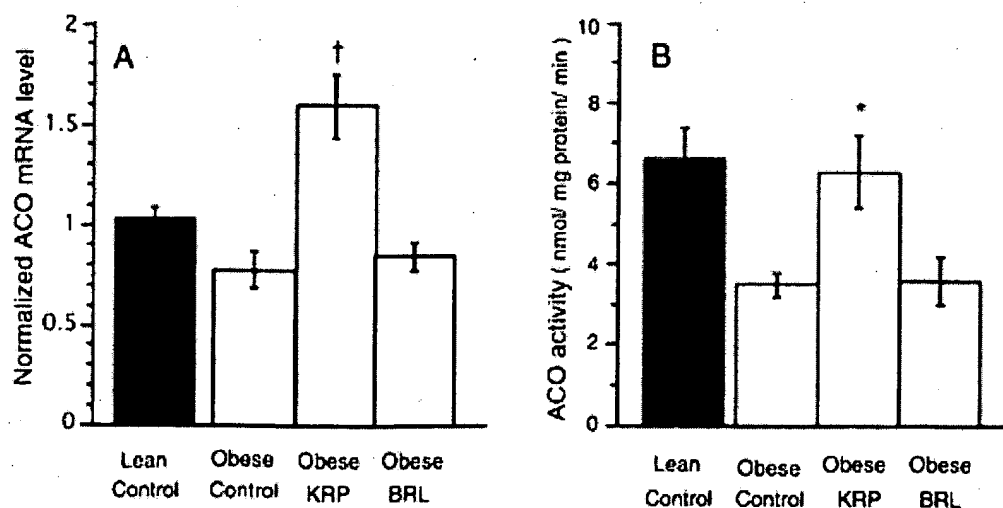 A
†
Normalized ACO mRNA level
2
1.5
1
0.5
0
Lean
Control
Obese
Control
Obese
KRP
Obese
BRL
B
*
ACO activity ( nmol/ mg protein/ min )
10
8
6
4
2
0
Lean
Control
Obese
Control
Obese
KRP
Obese
BRL